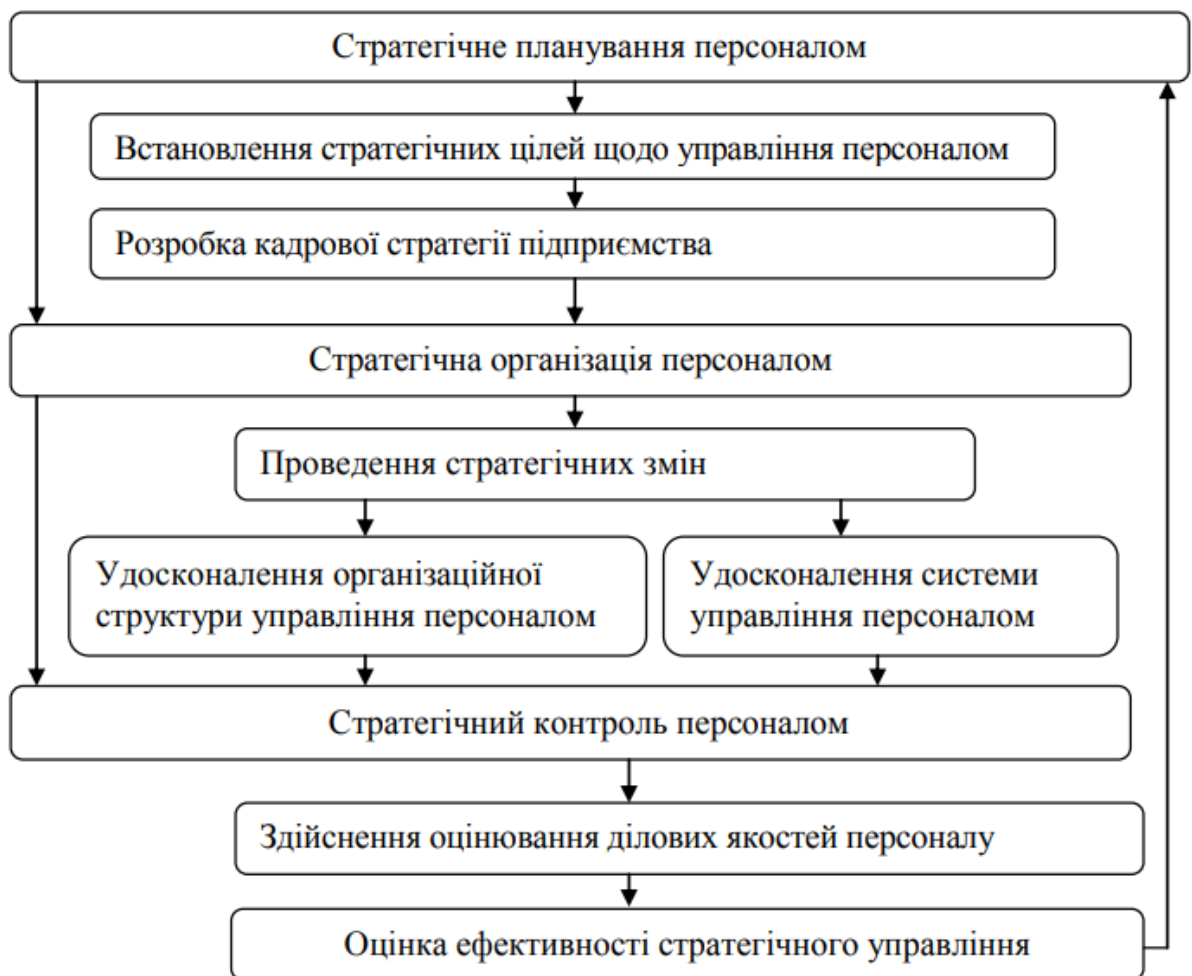 Стратегічне планування персоналом
Встановлення стратегічних цілей щодо управління персоналом
Розробка кадрової стратегії підприємства
Стратегічна організація персоналом
Проведення стратегічних змін
Удосконалення організаційної
структури управління персоналом
Удосконалення системи
управління персоналом
Стратегічний контроль персоналом
Здійснення оцінювання ділових якостей персоналу
Оцінка ефективності стратегічного управління